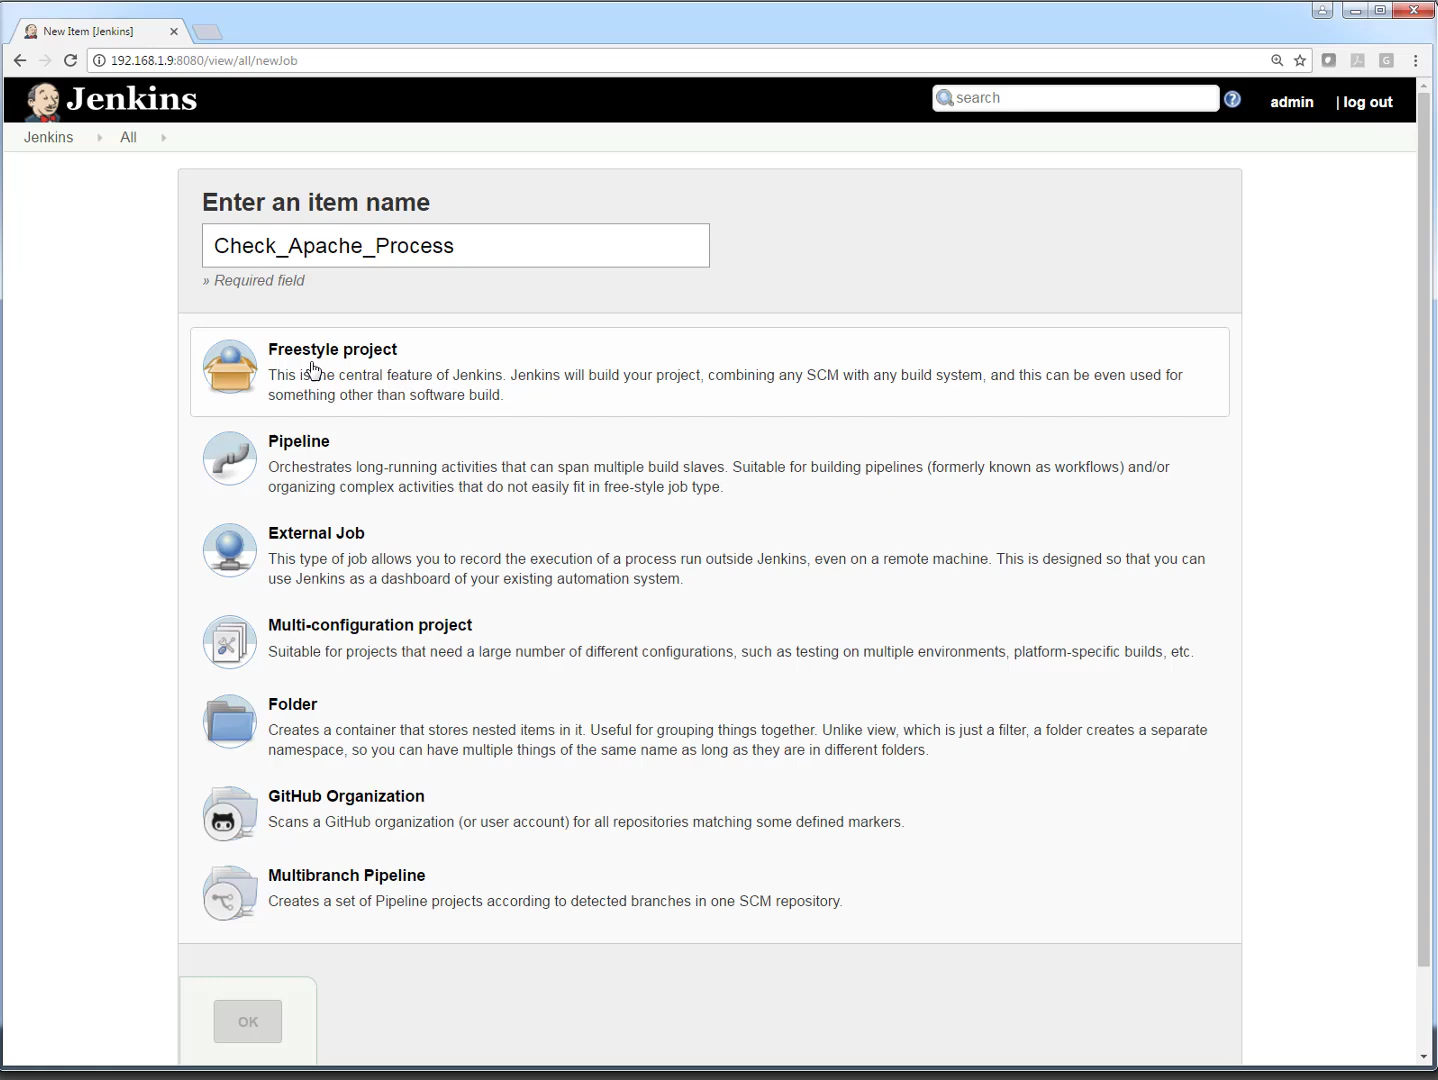 New Item [Jenkins]
192.168.1.9:8080/view/all/newJob
Jenkins
search
admin
| log out
Jenkins
All
Enter an item name
Check_Apache_Process
» Required field
Freestyle project
This is the central feature of Jenkins. Jenkins will build your project, combining any SCM with any build system, and this can be even used for
something other than software build.
Pipeline
Orchestrates long-running activities that can span multiple build slaves. Suitable for building pipelines (formerly known as workflows) and/or
organizing complex activities that do not easily fit in free-style job type.
External Job
This type of job allows you to record the execution of a process run outside Jenkins, even on a remote machine. This is designed so that you can
use Jenkins as a dashboard of your existing automation system.
Multi-configuration project
Suitable for projects that need a large number of different configurations, such as testing on multiple environments, platform-specific builds, etc.
Folder
Creates a container that stores nested items in it. Useful for grouping things together. Unlike view, which is just a filter, a folder creates a separate
namespace, so you can have multiple things of the same name as long as they are in different folders.
GitHub Organization
Scans a GitHub organization (or user account) for all repositories matching some defined markers.
Multibranch Pipeline
Creates a set of Pipeline projects according to detected branches in one SCM repository.
OK